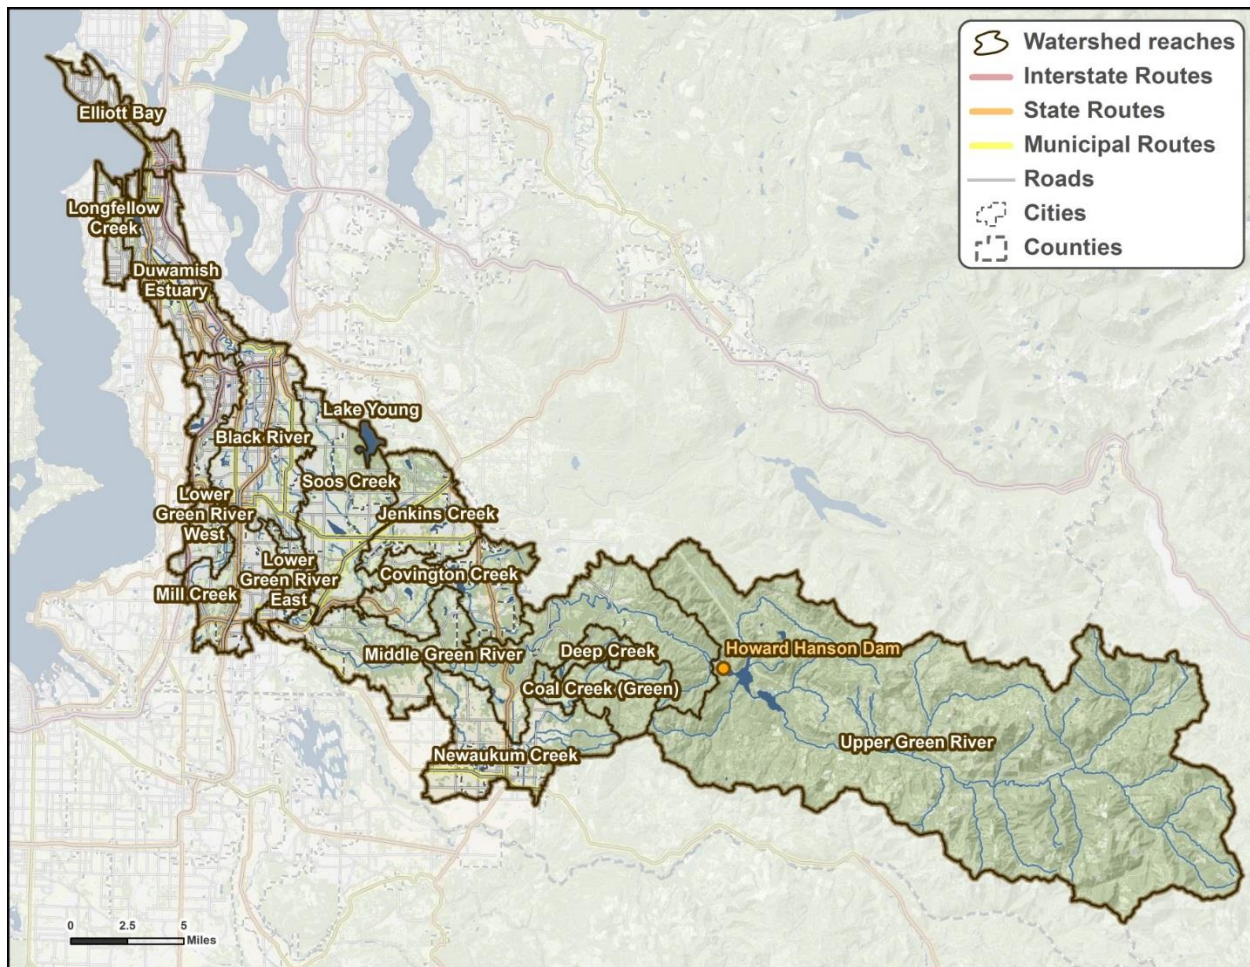 Watershed reaches
Interstate Routes
State Routes
Municipal Routes
Roads
Cities
Counties
Elliott Bay
Longfellow
Creek
Duwamish
Estuary
Lake Young
Black River
Soos Creek
Lower
Green River
West
Jenkins Creek
Lower
Green River
East
Covington Creek
Mill Creek
Middle Green River
Deep Creek
Howard Hanson Dam
Coal Creek (Green)
Upper Green River
Newaukum Creek
0 2.5 5
Miles